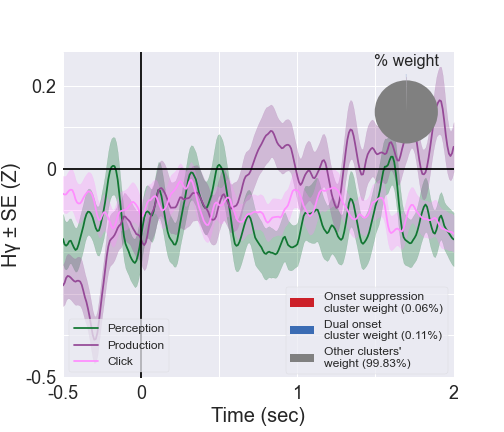 % weight
0.2
0
-0.5
Hγ ± SE (Z)
Perception
Production
Click
Onset suppression
cluster weight (0.06%)
Dual onset
cluster weight (0.11%)
Other clusters'
weight (99.83%)
-0.5
0
1
2
Time (sec)